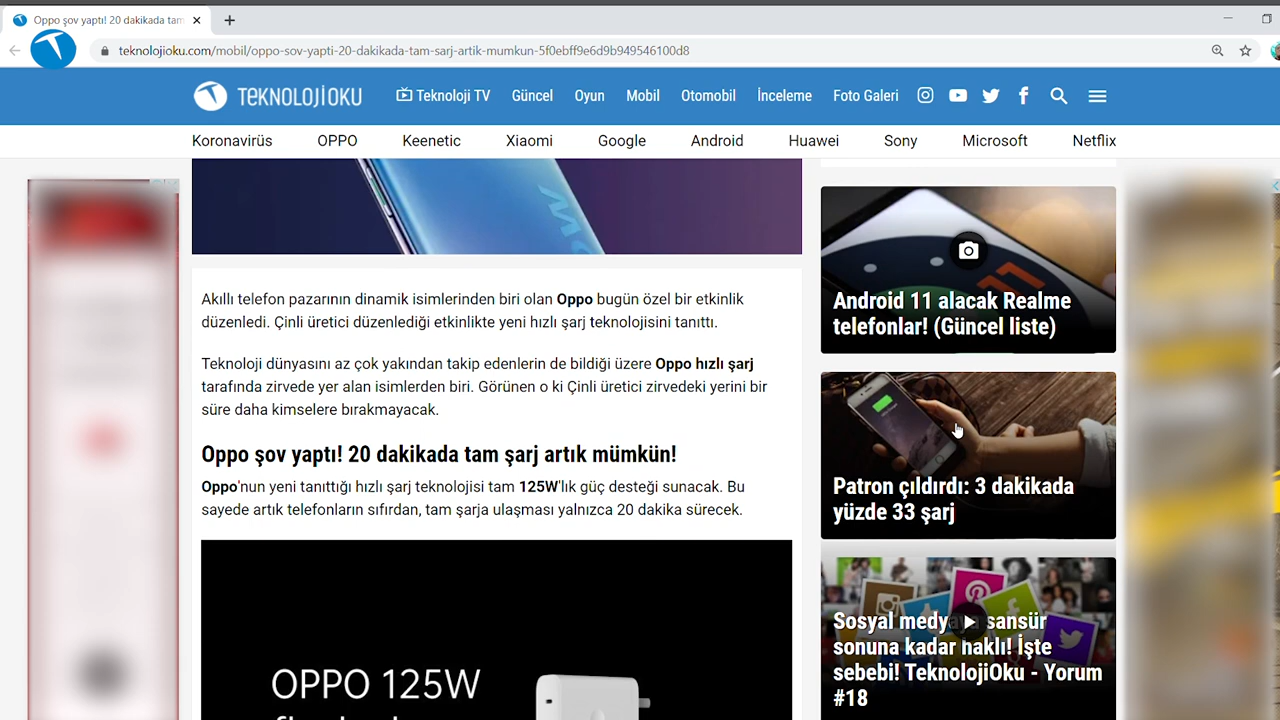 Oppo şov yaptı! 20 dakikada tam
teknolojioku.com/mobil/oppo-sov-yapti-20-dakikada-tam-sarj-artik-mumkun-5f0ebff9e6d9b949546100d8
TEKNOLOJİOKU
Teknoloji TV Güncel Oyun Mobil Otomobil İnceleme Foto Galeri
Koronavirüs OPPO Keenetic Xiaomi Google Android Huawei Sony Microsoft Netflix
Akıllı telefon pazarının dinamik isimlerinden biri olan Oppo bugün özel bir etkinlik
düzenledi. Çinli üretici düzenlediği etkinlikte yeni hızlı şarj teknolojisini tanıttı.
Teknoloji dünyasını az çok yakından takip edenlerin de bildiği üzere Oppo hızlı şarj
tarafında zirvede yer alan isimlerden biri. Görünen o ki Çinli üretici zirvedeki yerini bir
süre daha kimselere bırakmayacak.
Oppo şov yaptı! 20 dakikada tam şarj artık mümkün!
Oppo'nun yeni tanıttığı hızlı şarj teknolojisi tam 125W'lık güç desteği sunacak. Bu
sayede artık telefonların sıfırdan, tam şarja ulaşması yalnızca 20 dakika sürecek.
OPPO 125W
Android 11 alacak Realme
telefonlar! (Güncel liste)
Patron çıldırdı: 3 dakikada
yüzde 33 şarj
Sosyal medyaya sansür
sonuna kadar haklı! İşte
sebebi! TeknolojiOku - Yorum
#18